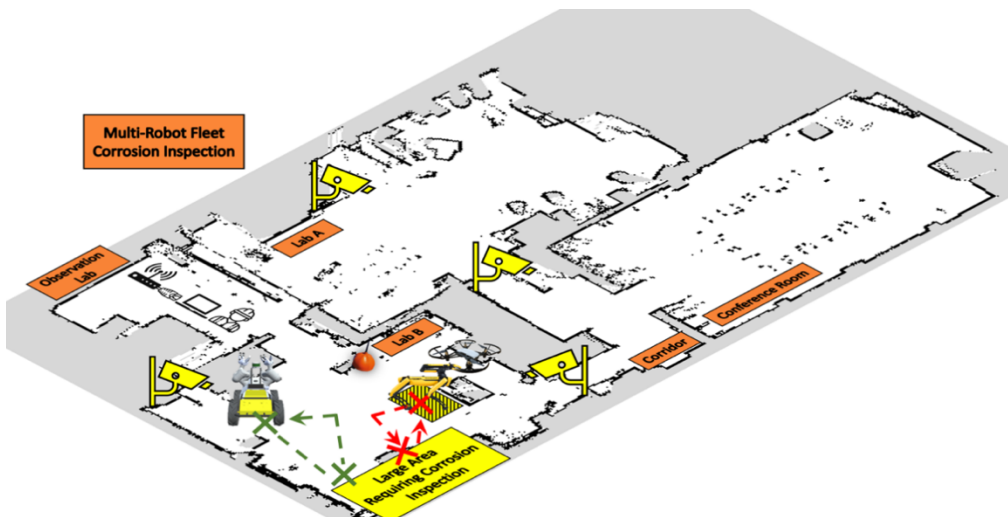 Multi-Robot Fleet
Corrosion Inspection
Observation
Lab
Lab A
Lab B
Conference Room
Corridor
Large Area
Requiring Corrosion
Inspection